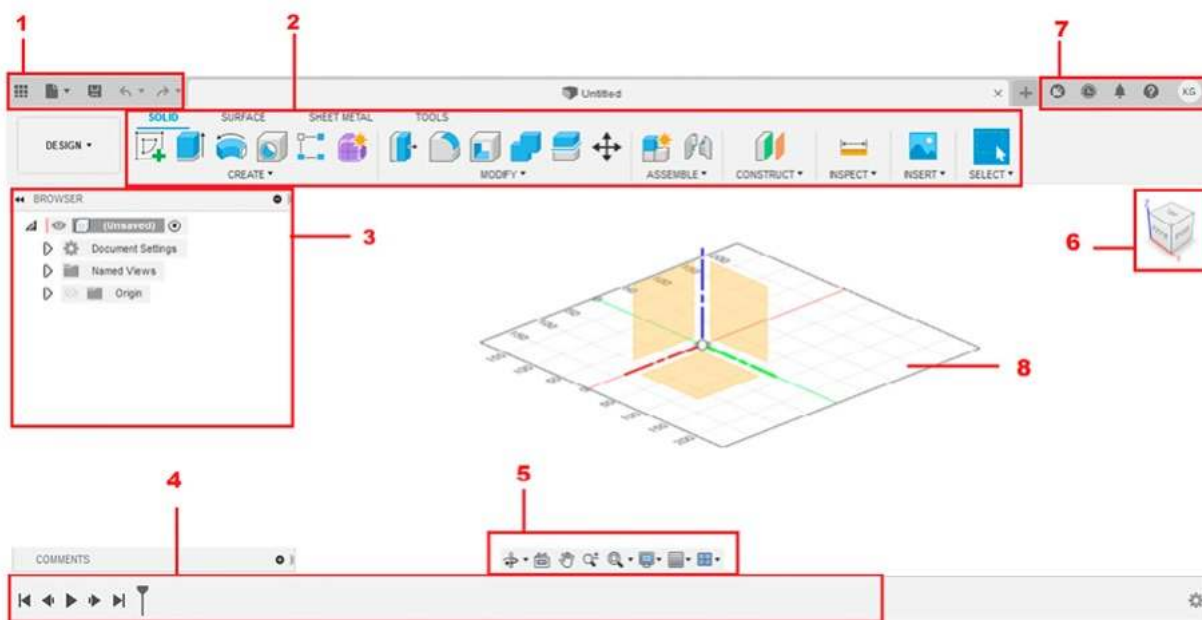 1
2
7
Untitled
KG
DESIGN
SOLID SURFACE SHEET METAL TOOLS
CREATE MODIFY ASSEMBLE CONSTRUCT INSPECT INSERT SELECT
BROWSER
(Unsaved)
Document Settings
Named Views
Origin
3
6
8
4
5
COMMENTS